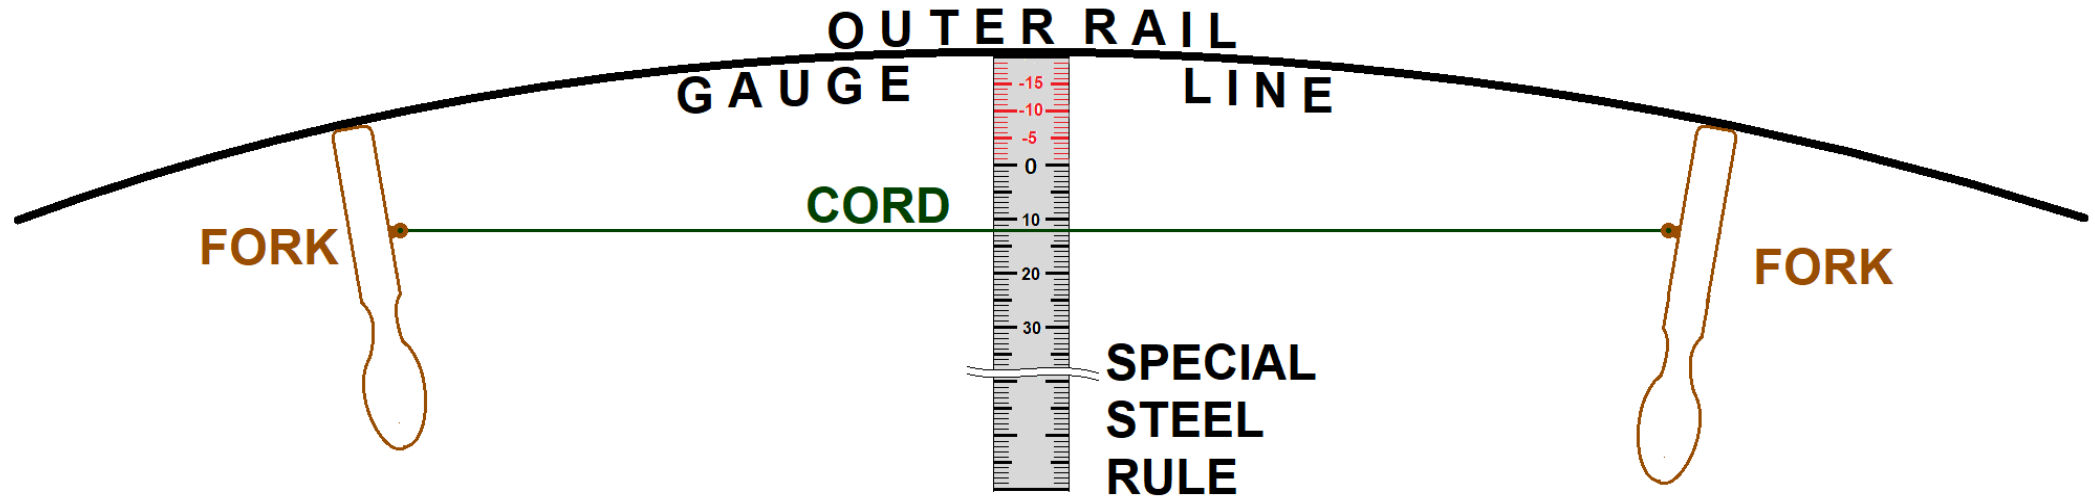 OUTER RAIL
GAUGE LINE
-15
-10
-5
0
CORD
10
FORK
FORK
20
30
SPECIAL
STEEL
RULE